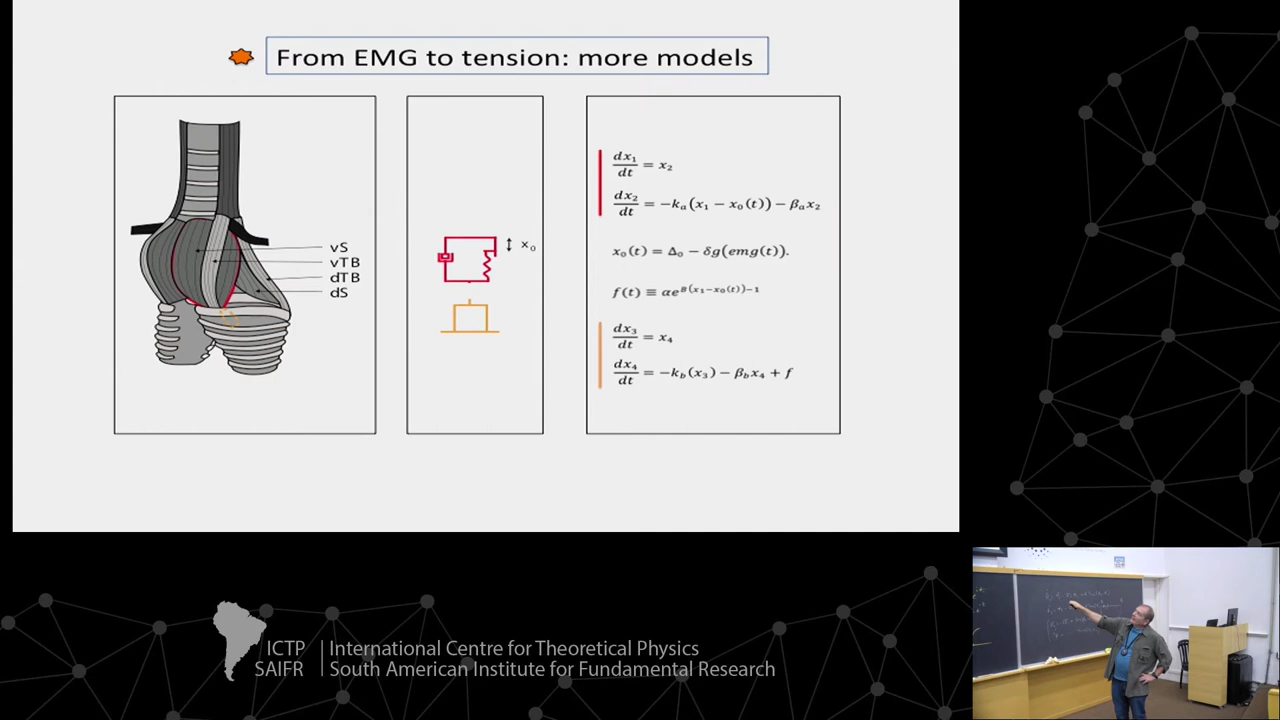 From EMG to tension: more models
vS
vTB
dTB
dS
x₀
dx₁/dt = x₂
dx₂/dt = −kₐ(x₁ − x₀(t)) − βₐx₂
x₀(t) = Δ₀ − δg(emg(t)).
f(t) ≡ αe^{B(x₁−x₀(t))−1}
dx₃/dt = x₄
dx₄/dt = −k_b(x₃) − β_b x₄ + f
ICTP
SAIFR
International Centre for Theoretical Physics
South American Institute for Fundamental Research